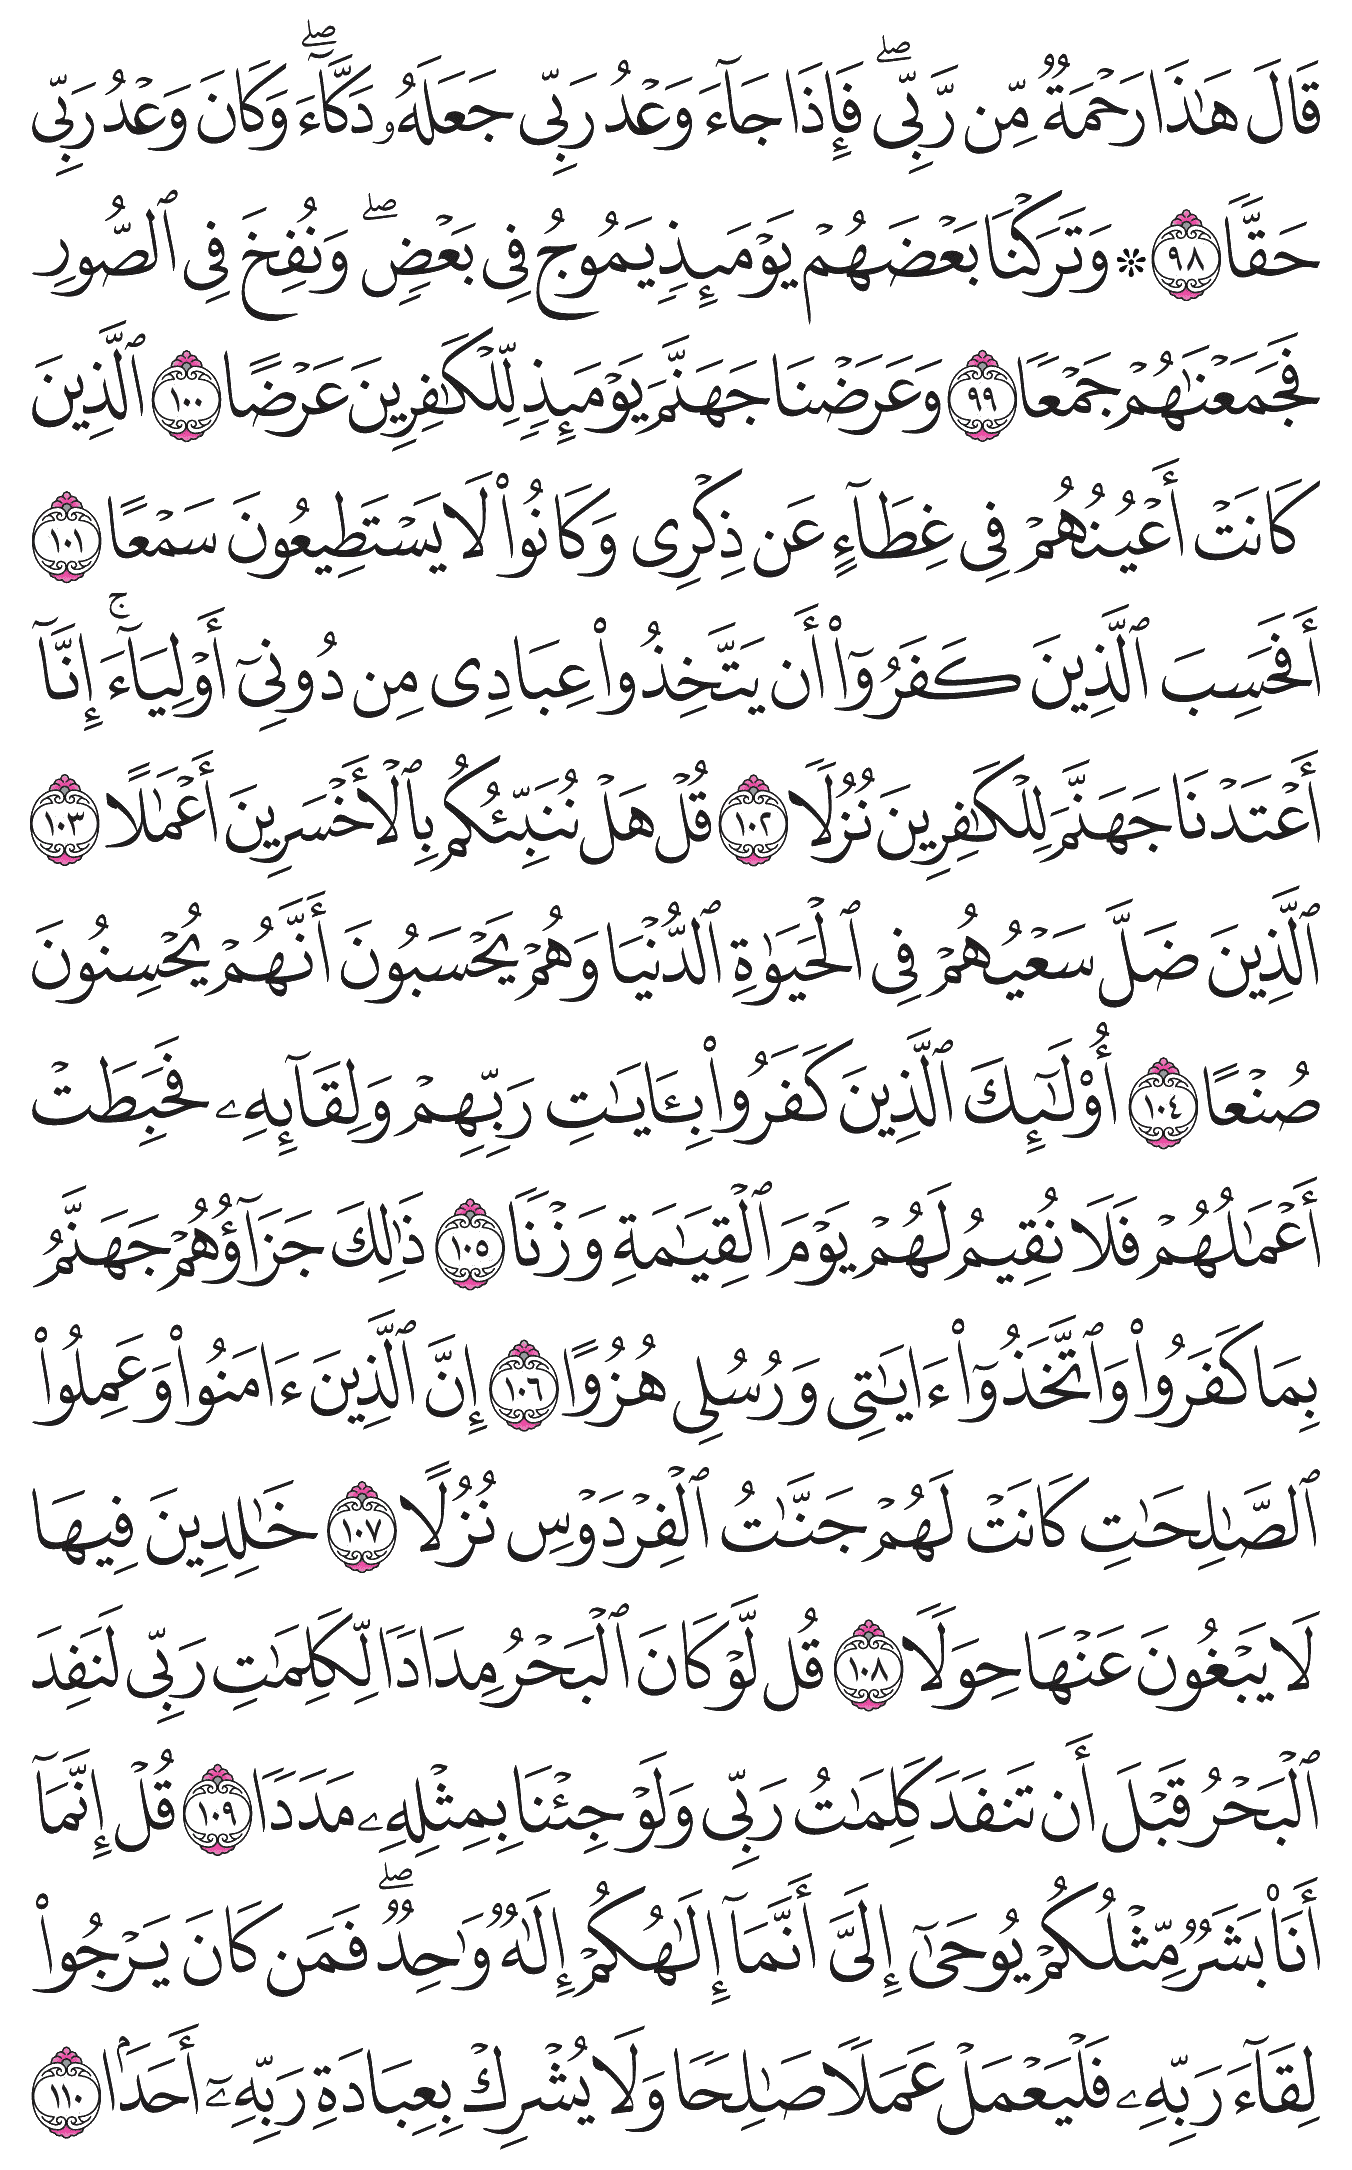 قَالَ هَٰذَا رَحْمَةٌ مِّن رَّبِّي ۖ فَإِذَا جَآءَ وَعْدُ رَبِّي جَعَلَهُۥ دَكَّآءَ ۖ وَكَانَ وَعْدُ رَبِّي
حَقًّا ٩٨ ۞ وَتَرَكْنَا بَعْضَهُمْ يَوْمَئِذٍ يَمُوجُ فِي بَعْضٍ ۖ وَنُفِخَ فِي ٱلصُّورِ
فَجَمَعْنَٰهُمْ جَمْعًا ٩٩ وَعَرَضْنَا جَهَنَّمَ يَوْمَئِذٍ لِّلْكَٰفِرِينَ عَرْضًا ١٠٠ ٱلَّذِينَ
كَانَتْ أَعْيُنُهُمْ فِي غِطَآءٍ عَن ذِكْرِي وَكَانُوا۟ لَا يَسْتَطِيعُونَ سَمْعًا ١٠١
أَفَحَسِبَ ٱلَّذِينَ كَفَرُوٓا۟ أَن يَتَّخِذُوا۟ عِبَادِي مِن دُونِيٓ أَوْلِيَآءَ ۚ إِنَّآ
أَعْتَدْنَا جَهَنَّمَ لِلْكَٰفِرِينَ نُزُلًا ١٠٢ قُلْ هَلْ نُنَبِّئُكُم بِٱلْأَخْسَرِينَ أَعْمَٰلًا ١٠٣
ٱلَّذِينَ ضَلَّ سَعْيُهُمْ فِي ٱلْحَيَوٰةِ ٱلدُّنْيَا وَهُمْ يَحْسَبُونَ أَنَّهُمْ يُحْسِنُونَ
صُنْعًا ١٠٤ أُو۟لَٰٓئِكَ ٱلَّذِينَ كَفَرُوا۟ بِـَٔايَٰتِ رَبِّهِمْ وَلِقَآئِهِۦ فَحَبِطَتْ
أَعْمَٰلُهُمْ فَلَا نُقِيمُ لَهُمْ يَوْمَ ٱلْقِيَٰمَةِ وَزْنًا ١٠٥ ذَٰلِكَ جَزَآؤُهُمْ جَهَنَّمُ
بِمَا كَفَرُوا۟ وَٱتَّخَذُوٓا۟ ءَايَٰتِي وَرُسُلِي هُزُوًا ١٠٦ إِنَّ ٱلَّذِينَ ءَامَنُوا۟ وَعَمِلُوا۟
ٱلصَّٰلِحَٰتِ كَانَتْ لَهُمْ جَنَّٰتُ ٱلْفِرْدَوْسِ نُزُلًا ١٠٧ خَٰلِدِينَ فِيهَا
لَا يَبْغُونَ عَنْهَا حِوَلًا ١٠٨ قُل لَّوْ كَانَ ٱلْبَحْرُ مِدَادًا لِّكَلِمَٰتِ رَبِّي لَنَفِدَ
ٱلْبَحْرُ قَبْلَ أَن تَنفَدَ كَلِمَٰتُ رَبِّي وَلَوْ جِئْنَا بِمِثْلِهِۦ مَدَدًا ١٠٩ قُلْ إِنَّمَآ
أَنَا۠ بَشَرٌ مِّثْلُكُمْ يُوحَىٰٓ إِلَيَّ أَنَّمَآ إِلَٰهُكُمْ إِلَٰهٌ وَٰحِدٌ ۖ فَمَن كَانَ يَرْجُوا۟
لِقَآءَ رَبِّهِۦ فَلْيَعْمَلْ عَمَلًا صَٰلِحًا وَلَا يُشْرِكْ بِعِبَادَةِ رَبِّهِۦٓ أَحَدًۢا ١١٠